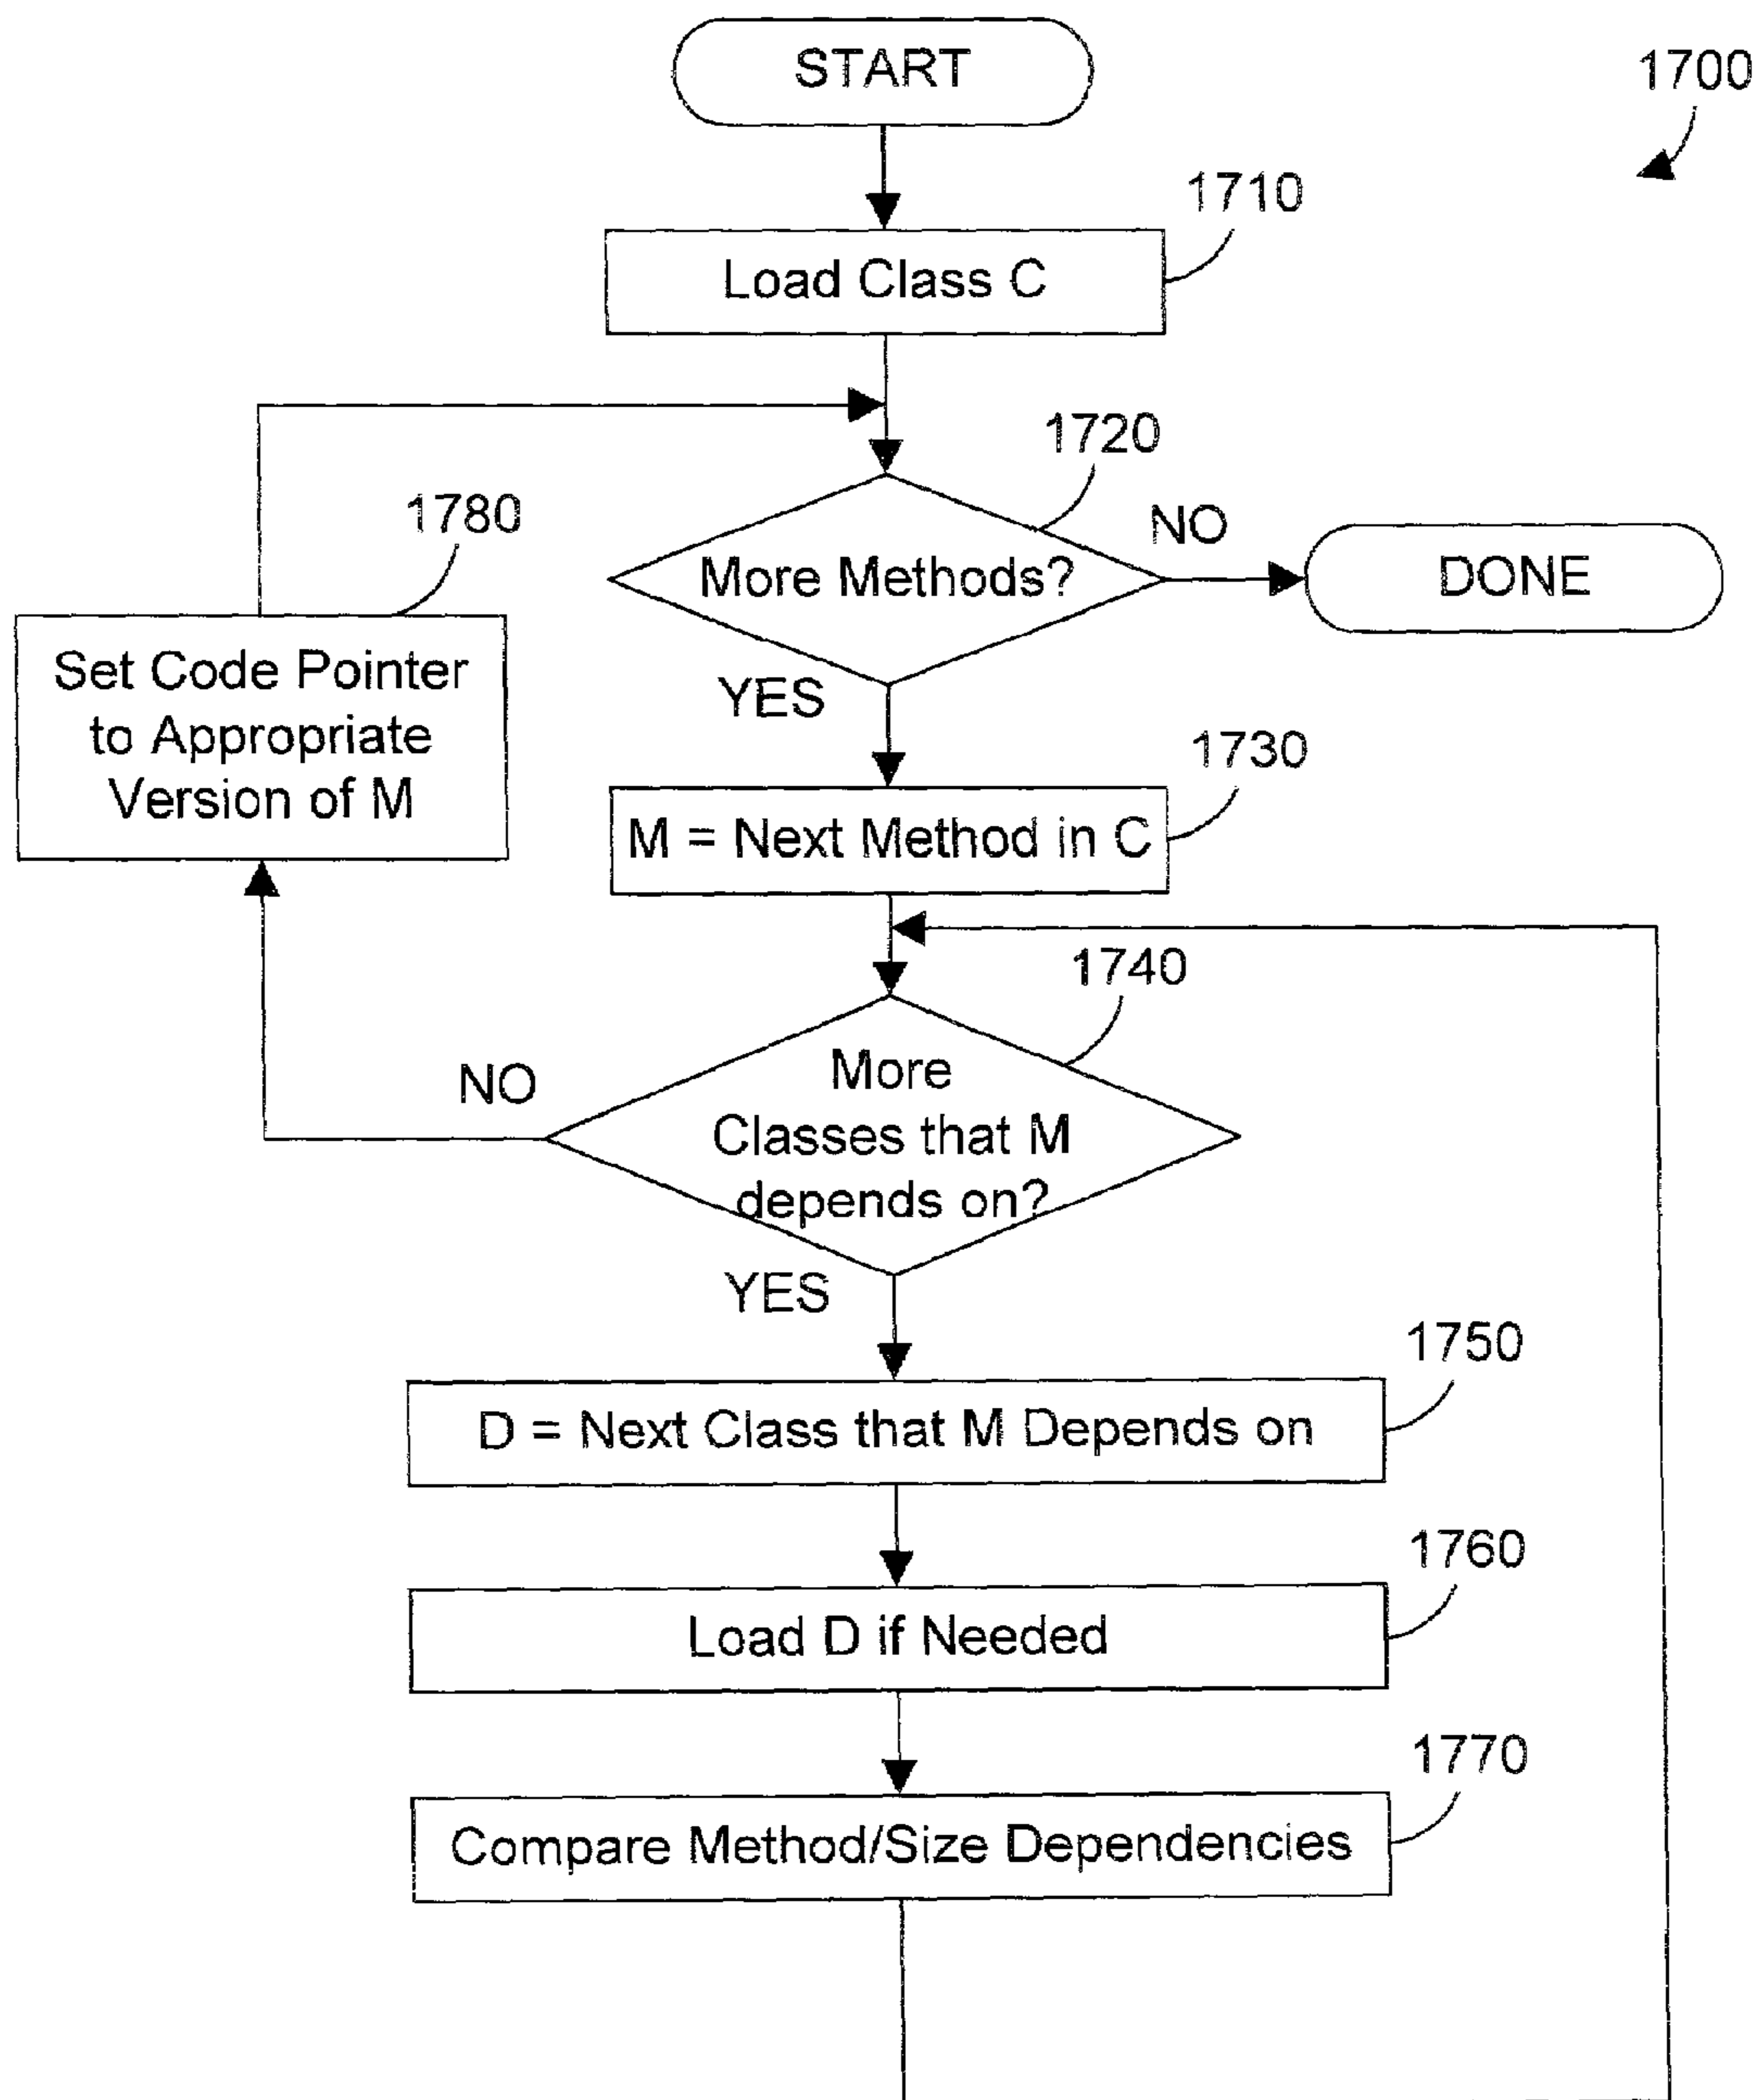 START
1700
1710
Load Class C
1720
1780
NO
More Methods?
DONE
Set Code Pointer
to Appropriate
Version of M
YES
1730
M = Next Method in C
1740
NO
More
Classes that M
depends on?
YES
1750
D = Next Class that M Depends on
1760
Load D if Needed
1770
Compare Method/Size Dependencies